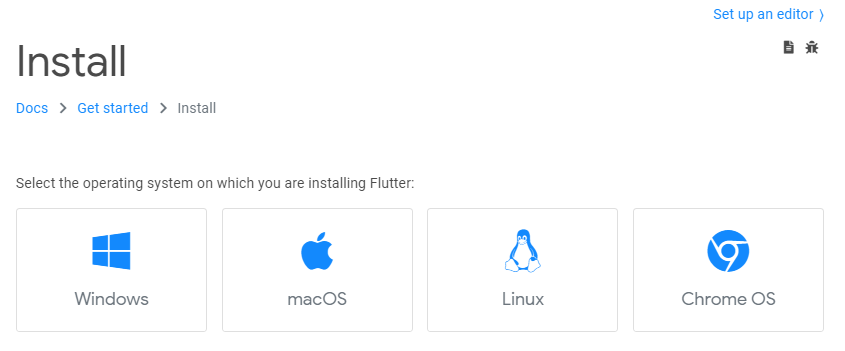 Set up an editor 〉
Install
Docs > Get started > Install
Select the operating system on which you are installing Flutter:
Windows macOS Linux Chrome OS